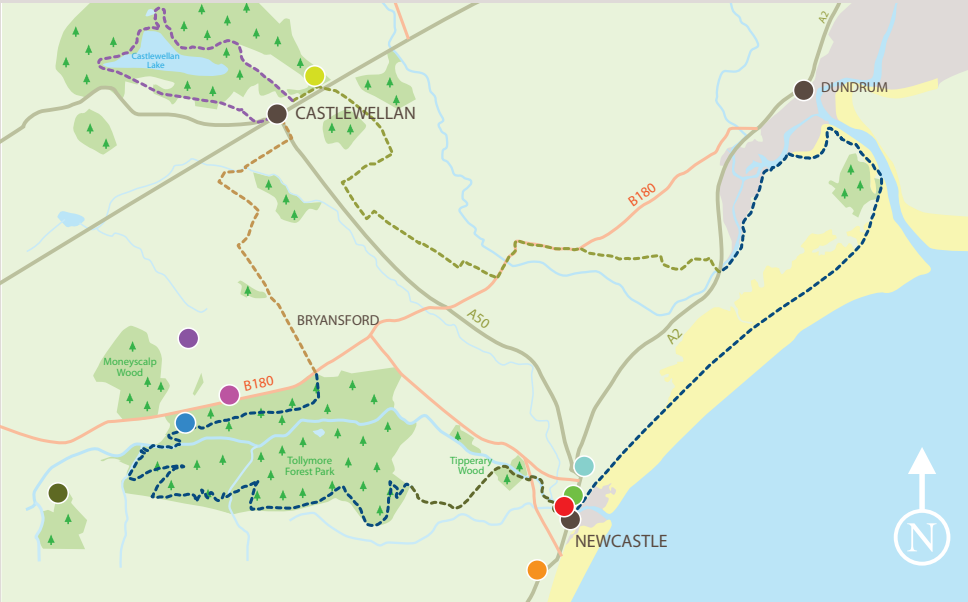 A2
Castlewellan
Lake
DUNDRUM
CASTLEWELLAN
B180
BRYANSFORD
A50
A2
Moneyscalp
Wood
B180
Tollymore
Forest Park
Tipperary
Wood
NEWCASTLE
N